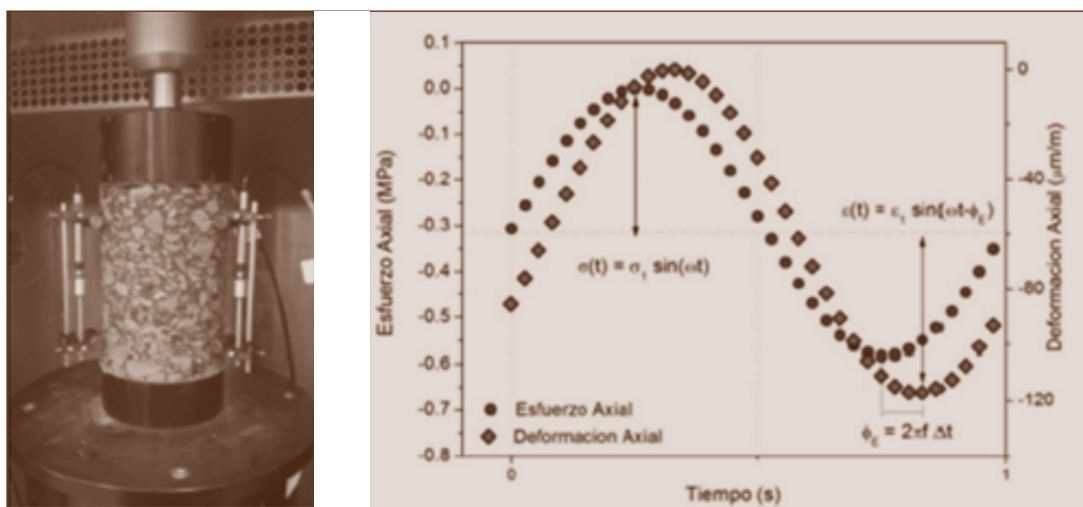 0.1
0.0
-0.1
-0.2
-0.3
-0.4
-0.5
-0.6
-0.7
-0.8
Esfuerzo Axial (MPa)
0
-40
-80
-120
Deformacion Axial (μm/m)
ε(t) = ε₁ sin(ωt-ϕE)
σ(t) = σ₁ sin(ωt)
Esfuerzo Axial
Deformacion Axial
ϕE = 2πf Δt
0
1
Tiempo (s)